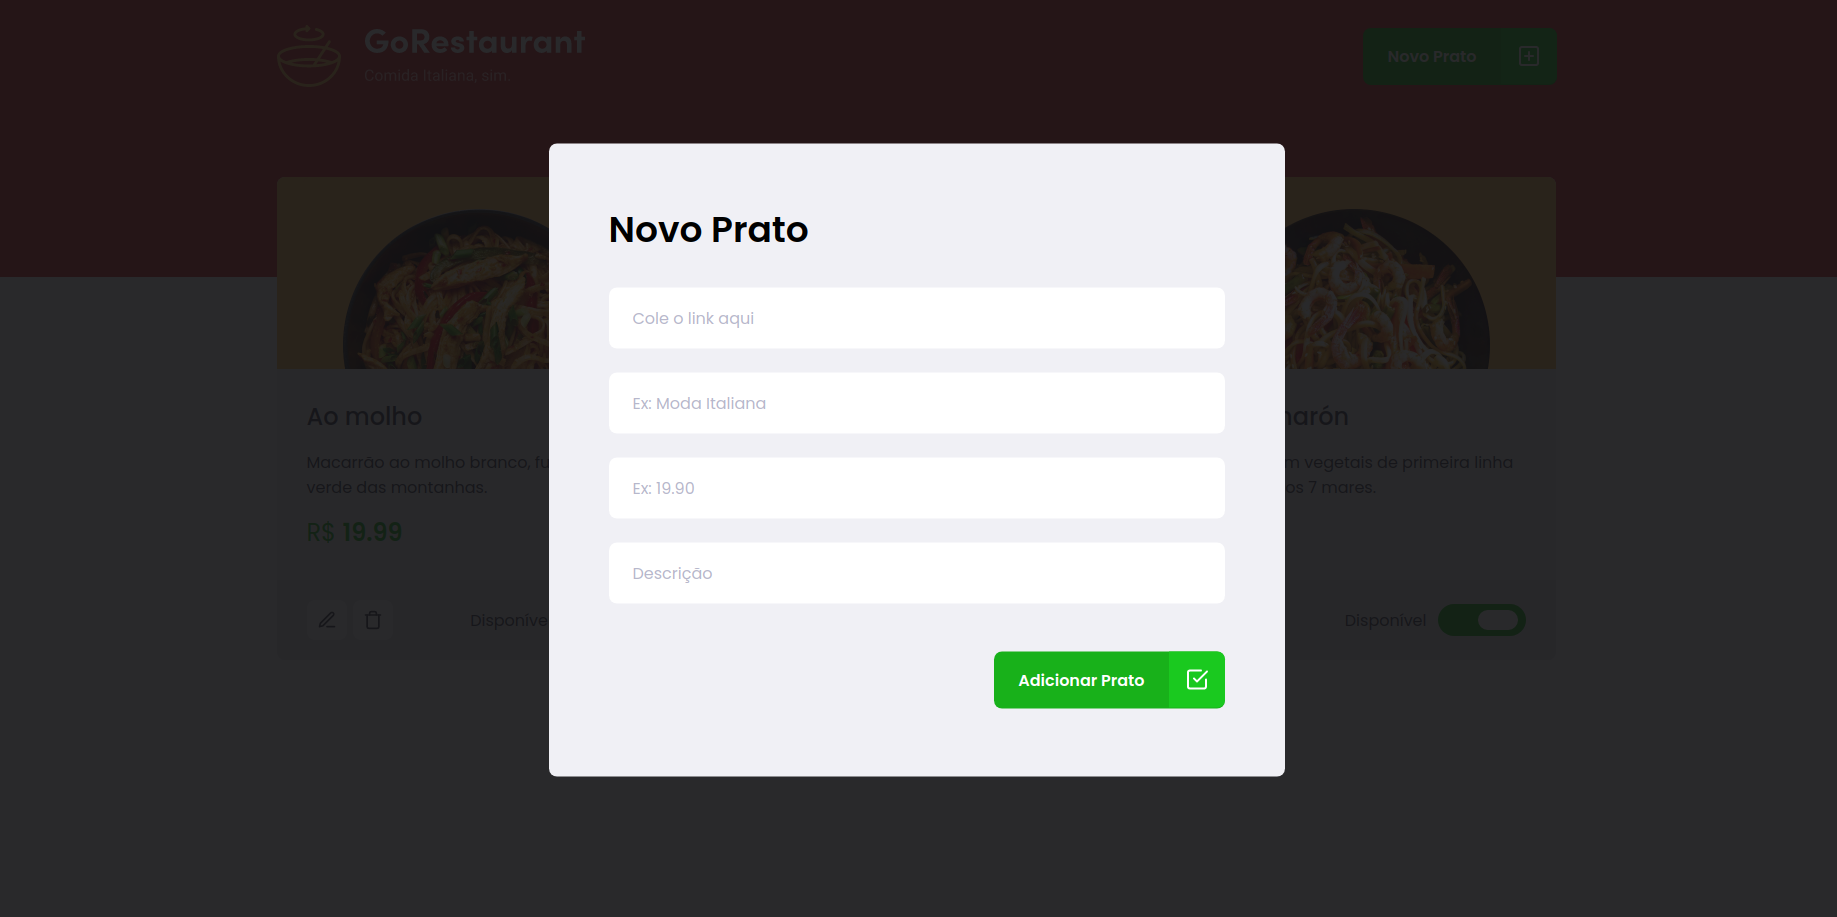 GoRestaurant
Comida Italiana, sim.
Novo Prato
Novo Prato
Cole o link aqui
Ex: Moda Italiana
Ex: 19.90
Descrição
Adicionar Prato
Ao molho
Macarrão ao molho branco, fu
verde das montanhas.
R$ 19.99
Disponíve
narón
m vegetais de primeira linha
os 7 mares.
Disponível